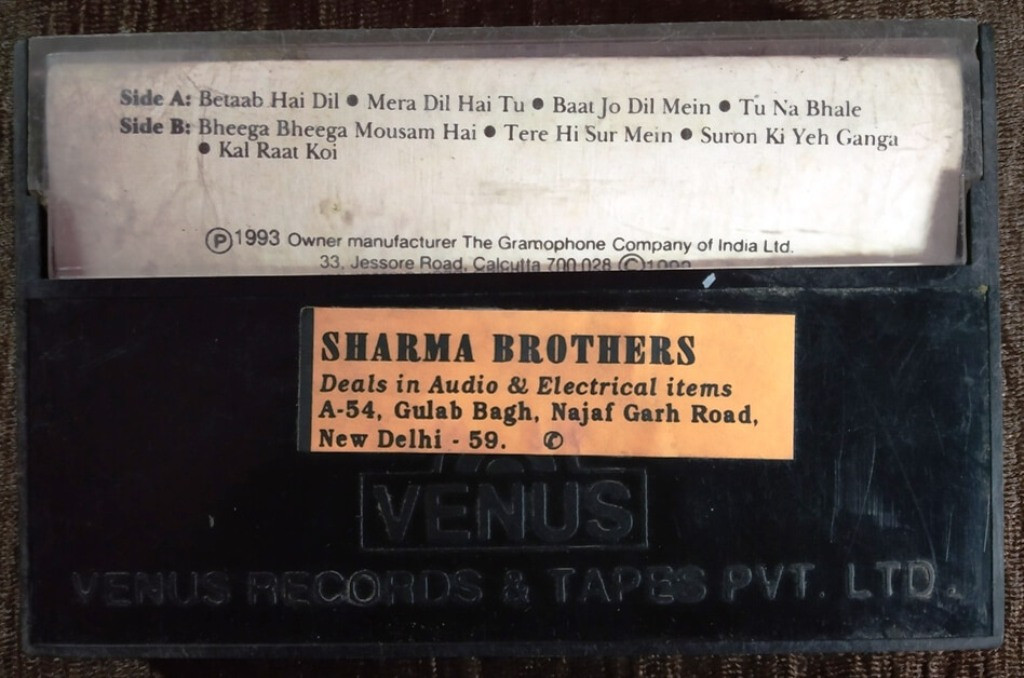 Side A: Betaab Hai Dil ● Mera Dil Hai Tu ● Baat Jo Dil Mein ● Tu Na Bhale
Side B: Bheega Bheega Mousam Hai ● Tere Hi Sur Mein ● Suron Ki Yeh Ganga
● Kal Raat Koi
Ⓟ1993 Owner manufacturer The Gramophone Company of India Ltd.
33, Jessore Road, Calcutta 700 028 ©
SHARMA BROTHERS
Deals in Audio & Electrical items
A-54, Gulab Bagh, Najaf Garh Road,
New Delhi - 59. ✆
VENUS
VENUS RECORDS & TAPES PVT. LTD.